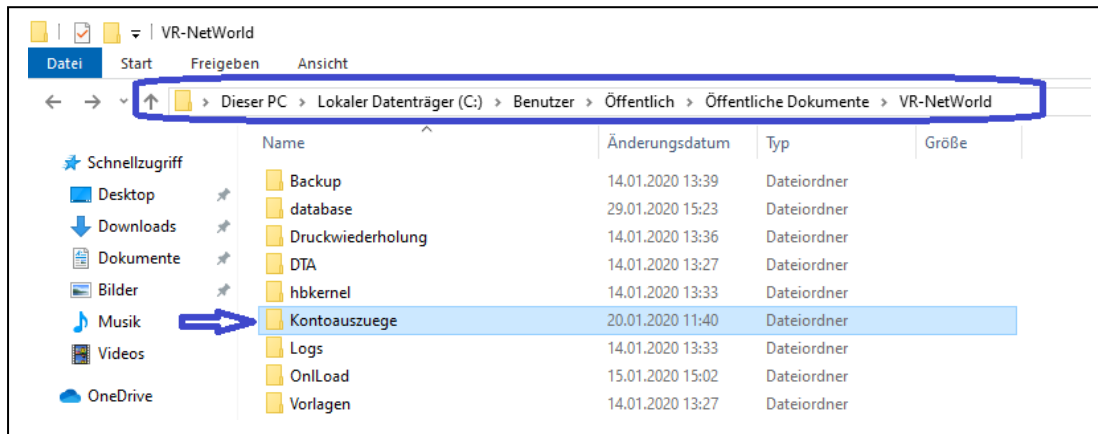 VR-NetWorld
Datei Start Freigeben Ansicht
Dieser PC > Lokaler Datenträger (C:) > Benutzer > Öffentlich > Öffentliche Dokumente > VR-NetWorld
Name Änderungsdatum Typ Größe
Schnellzugriff
Desktop
Downloads
Dokumente
Bilder
Musik
Videos
OneDrive
Backup 14.01.2020 13:39 Dateiordner
database 29.01.2020 15:23 Dateiordner
Druckwiederholung 14.01.2020 13:36 Dateiordner
DTA 14.01.2020 13:27 Dateiordner
hbkernel 14.01.2020 13:33 Dateiordner
Kontoauszuege 20.01.2020 11:40 Dateiordner
Logs 14.01.2020 13:33 Dateiordner
OnlLoad 15.01.2020 15:02 Dateiordner
Vorlagen 14.01.2020 13:27 Dateiordner